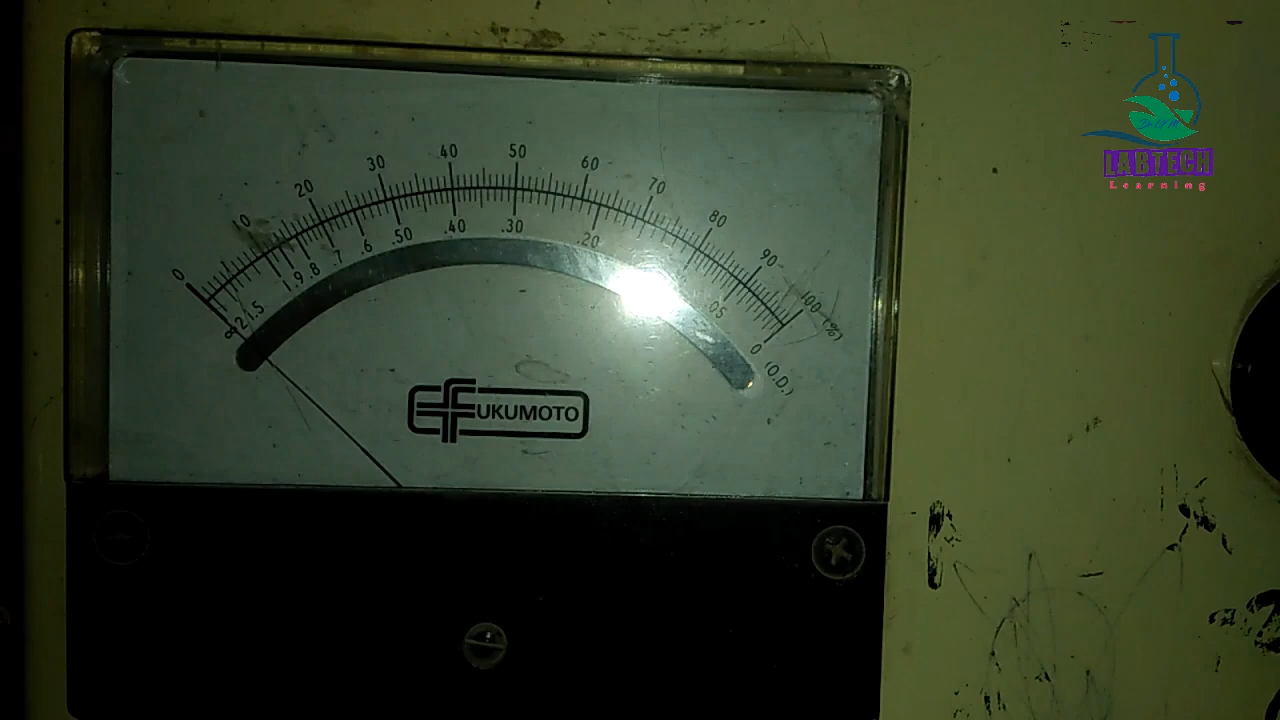 0 10 20 30 40 50 60 70 80 90 100 (%)
∞ 2 1.5 1 .9 .8 .7 .6 .50 .40 .30 .20 .05 0 (O.D.)
FUKUMOTO
LABTECH
Learning